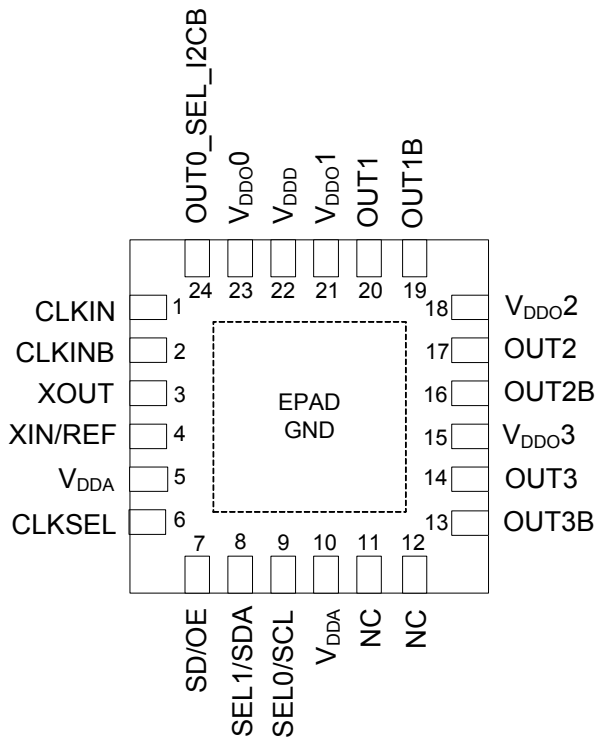 OUT0_SEL_I2CB
VDDO0
VDDD
VDDO1
OUT1
OUT1B
24 23 22 21 20 19
CLKIN 1
CLKINB 2
XOUT 3
XIN/REF 4
VDDA 5
CLKSEL 6
EPAD
GND
18 VDDO2
17 OUT2
16 OUT2B
15 VDDO3
14 OUT3
13 OUT3B
7 8 9 10 11 12
SD/OE
SEL1/SDA
SEL0/SCL
VDDA
NC
NC